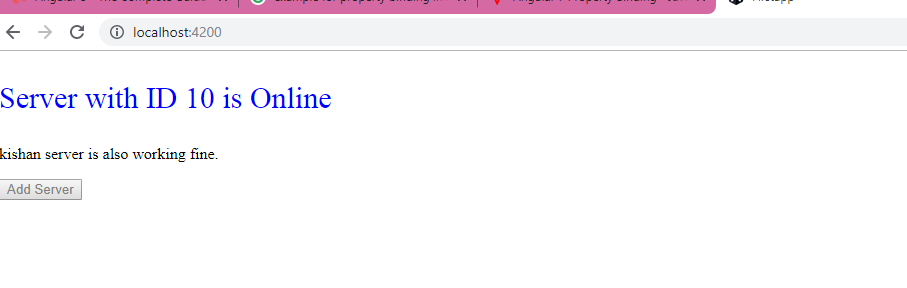 localhost:4200
Server with ID 10 is Online
kishan server is also working fine.
Add Server